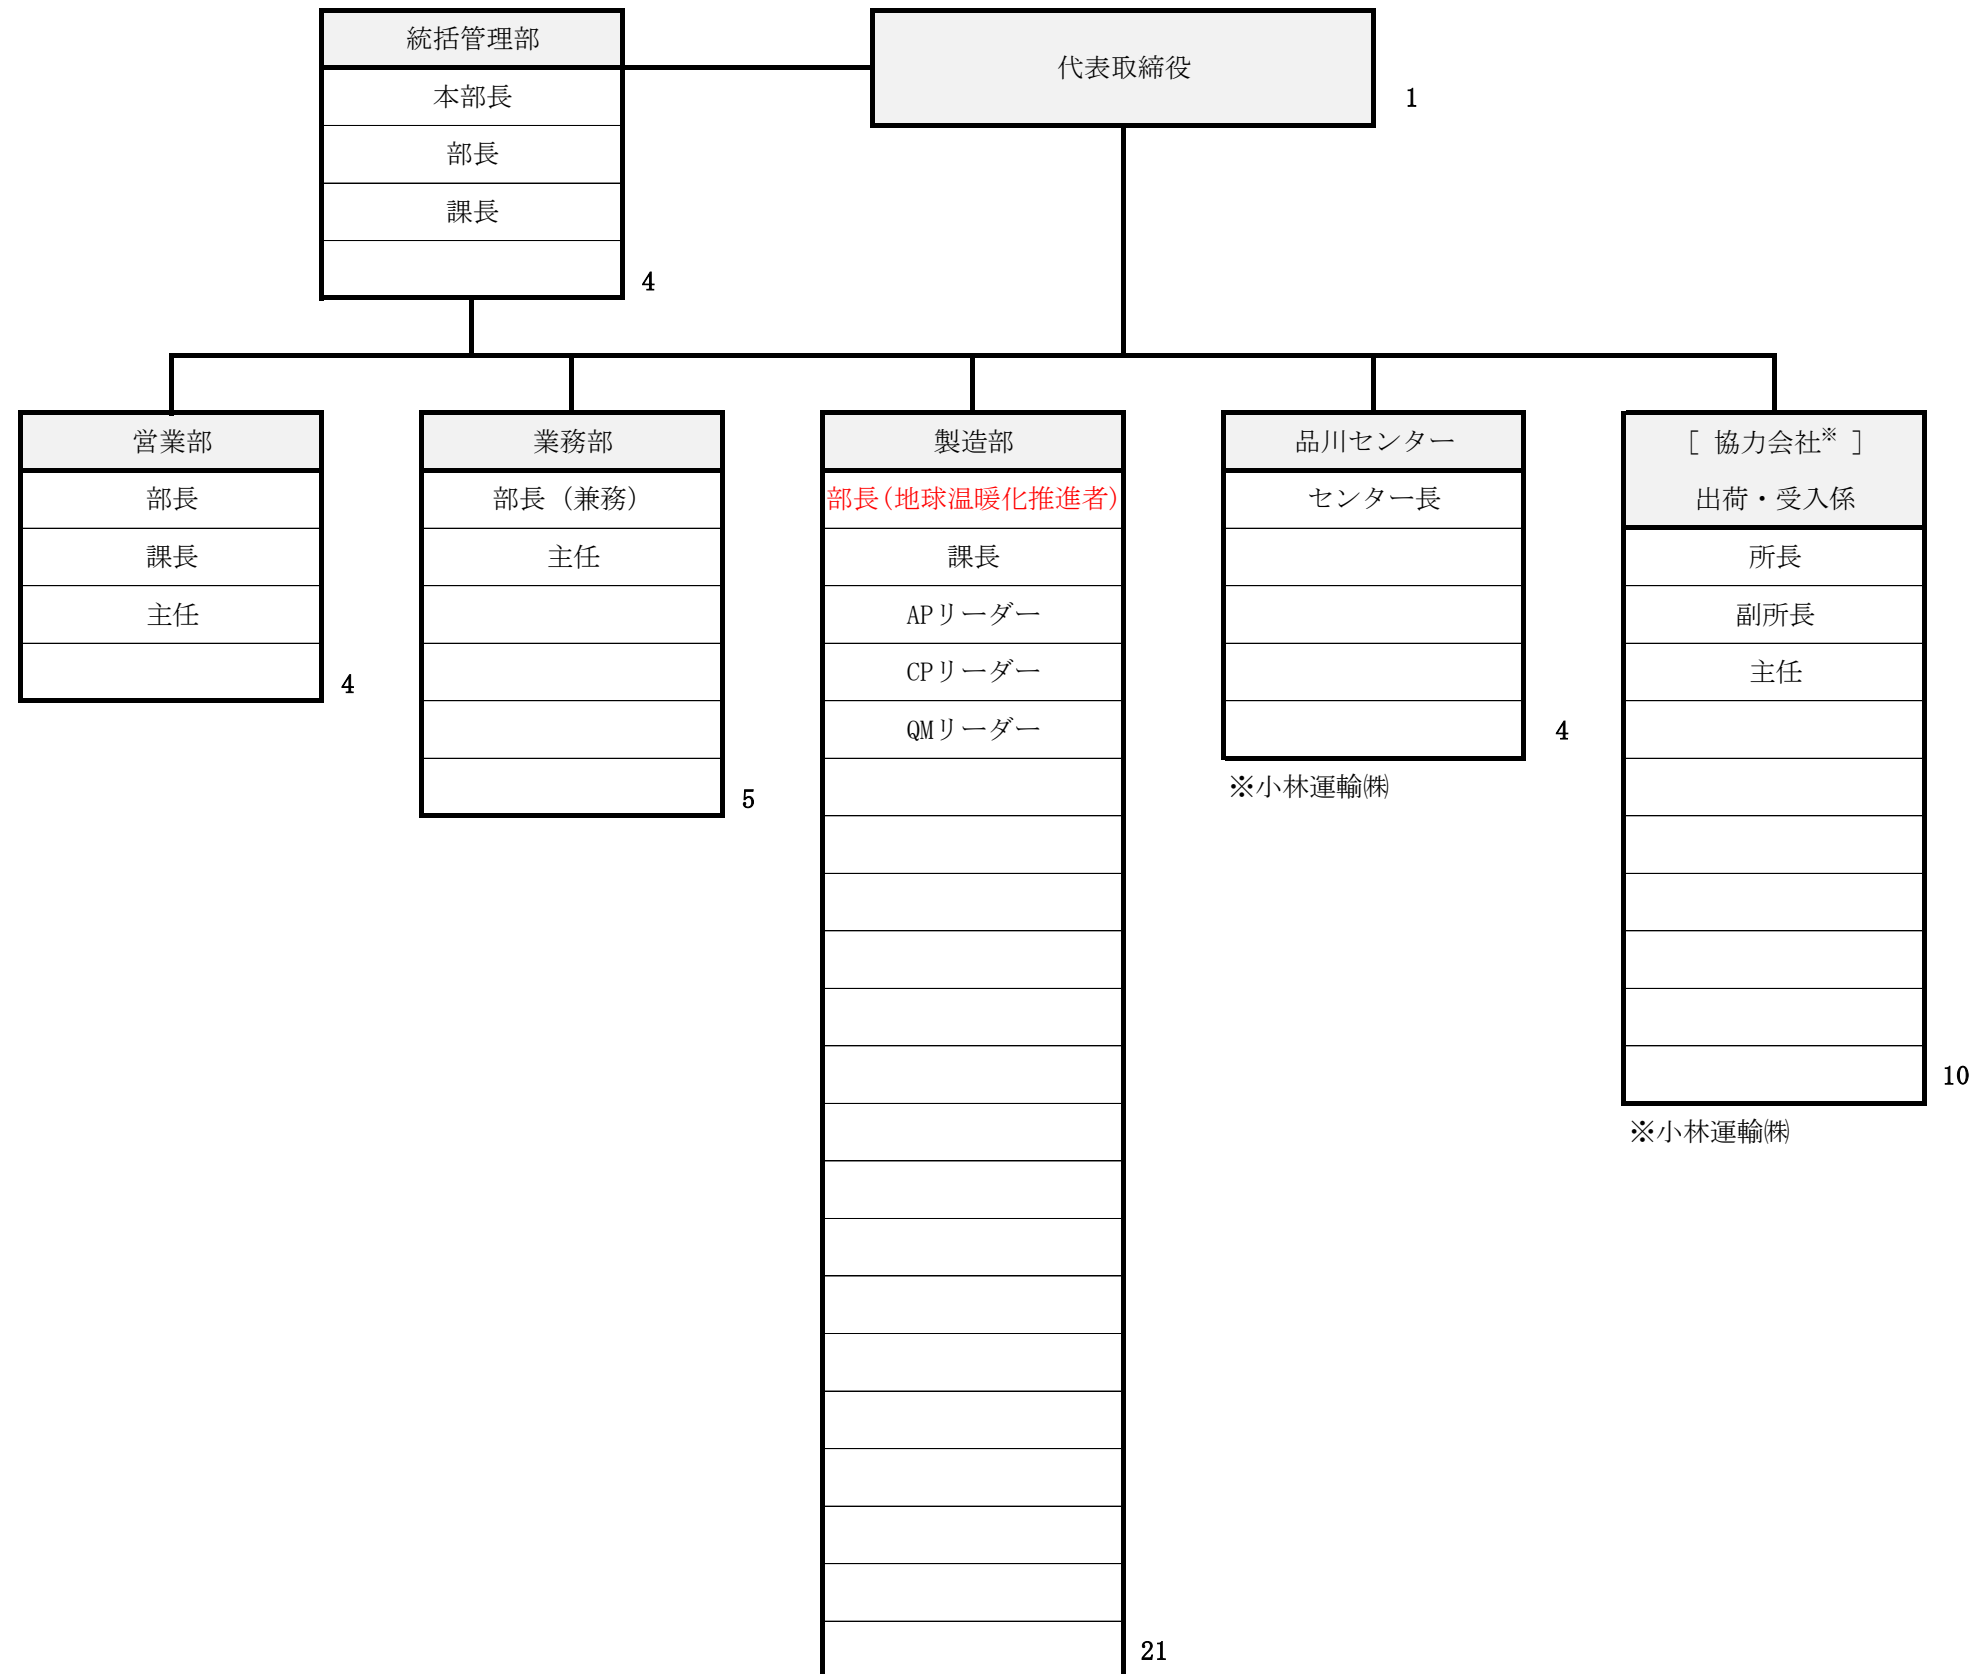 統括管理部
本部長
部長
課長
4
代表取締役
1
営業部
部長
課長
主任
4
業務部
部長（兼務）
主任
5
製造部
部長(地球温暖化推進者)
課長
APリーダー
CPリーダー
QMリーダー
21
品川センター
センター長
4
※小林運輸㈱
［ 協力会社※ ］
出荷・受入係
所長
副所長
主任
10
※小林運輸㈱